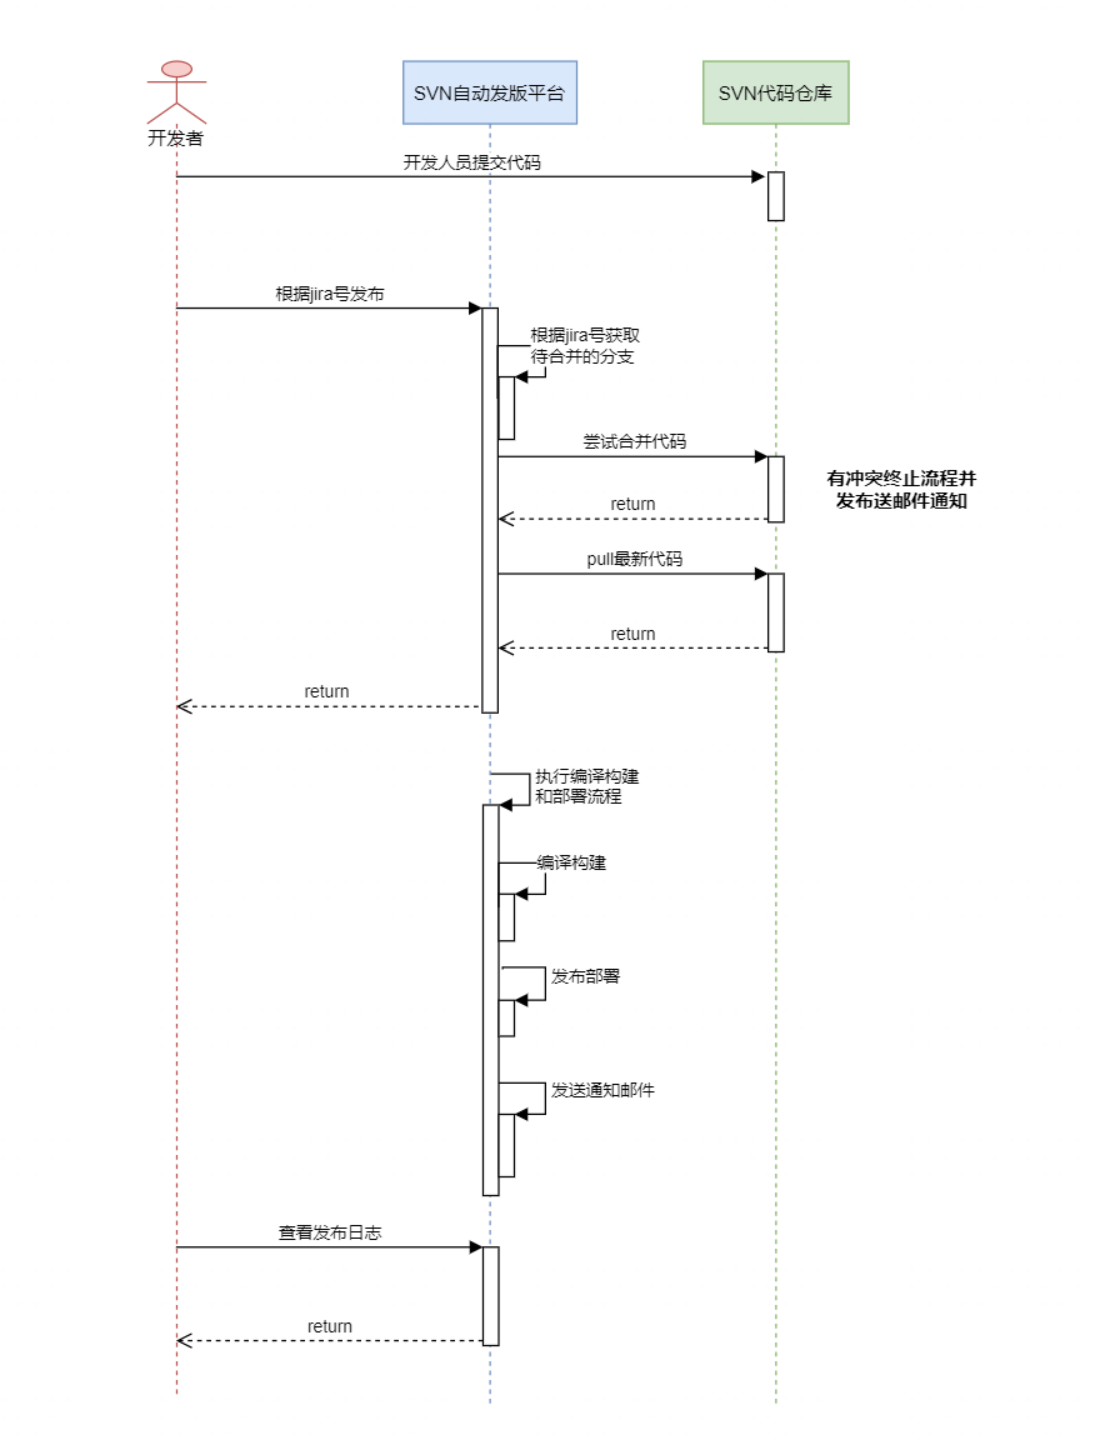 开发者
SVN自动发版平台
SVN代码仓库
开发人员提交代码
根据jira号发布
根据jira号获取
待合并的分支
尝试合并代码
有冲突终止流程并
发布送邮件通知
return
pull最新代码
return
return
执行编译构建
和部署流程
编译构建
发布部署
发送通知邮件
查看发布日志
return